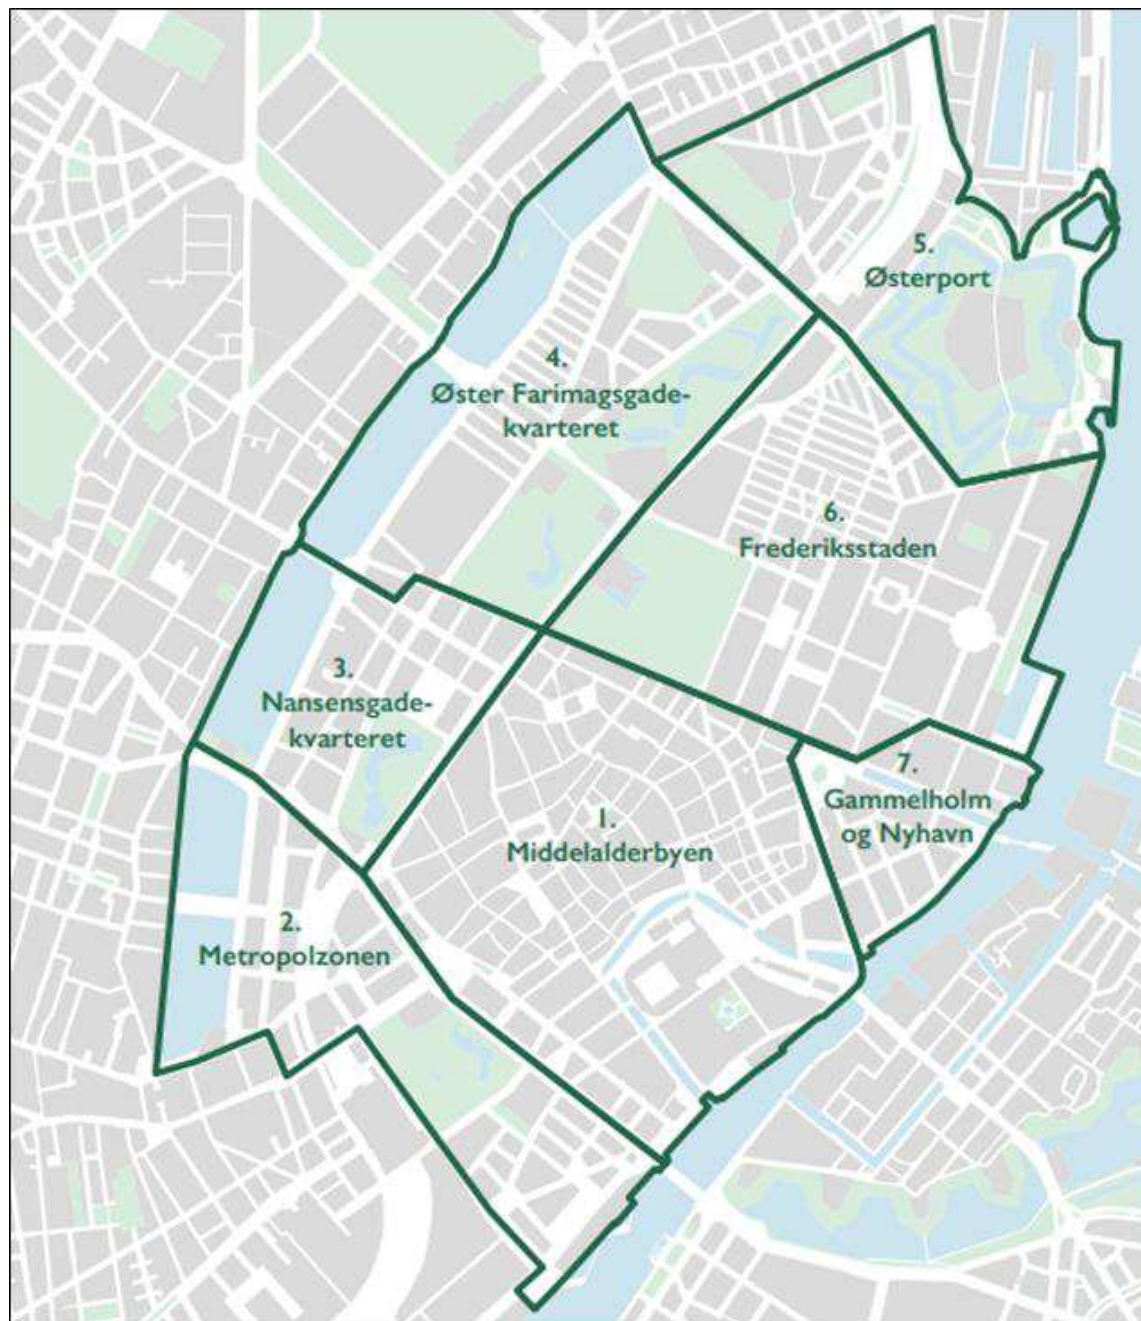 5.
Østerport
4.
Øster Farimagsgade-
kvarteret
6.
Frederiksstaden
3.
Nansensgade-
kvarteret
7.
Gammelholm
og Nyhavn
1.
Middelalderbyen
2.
Metropolzonen